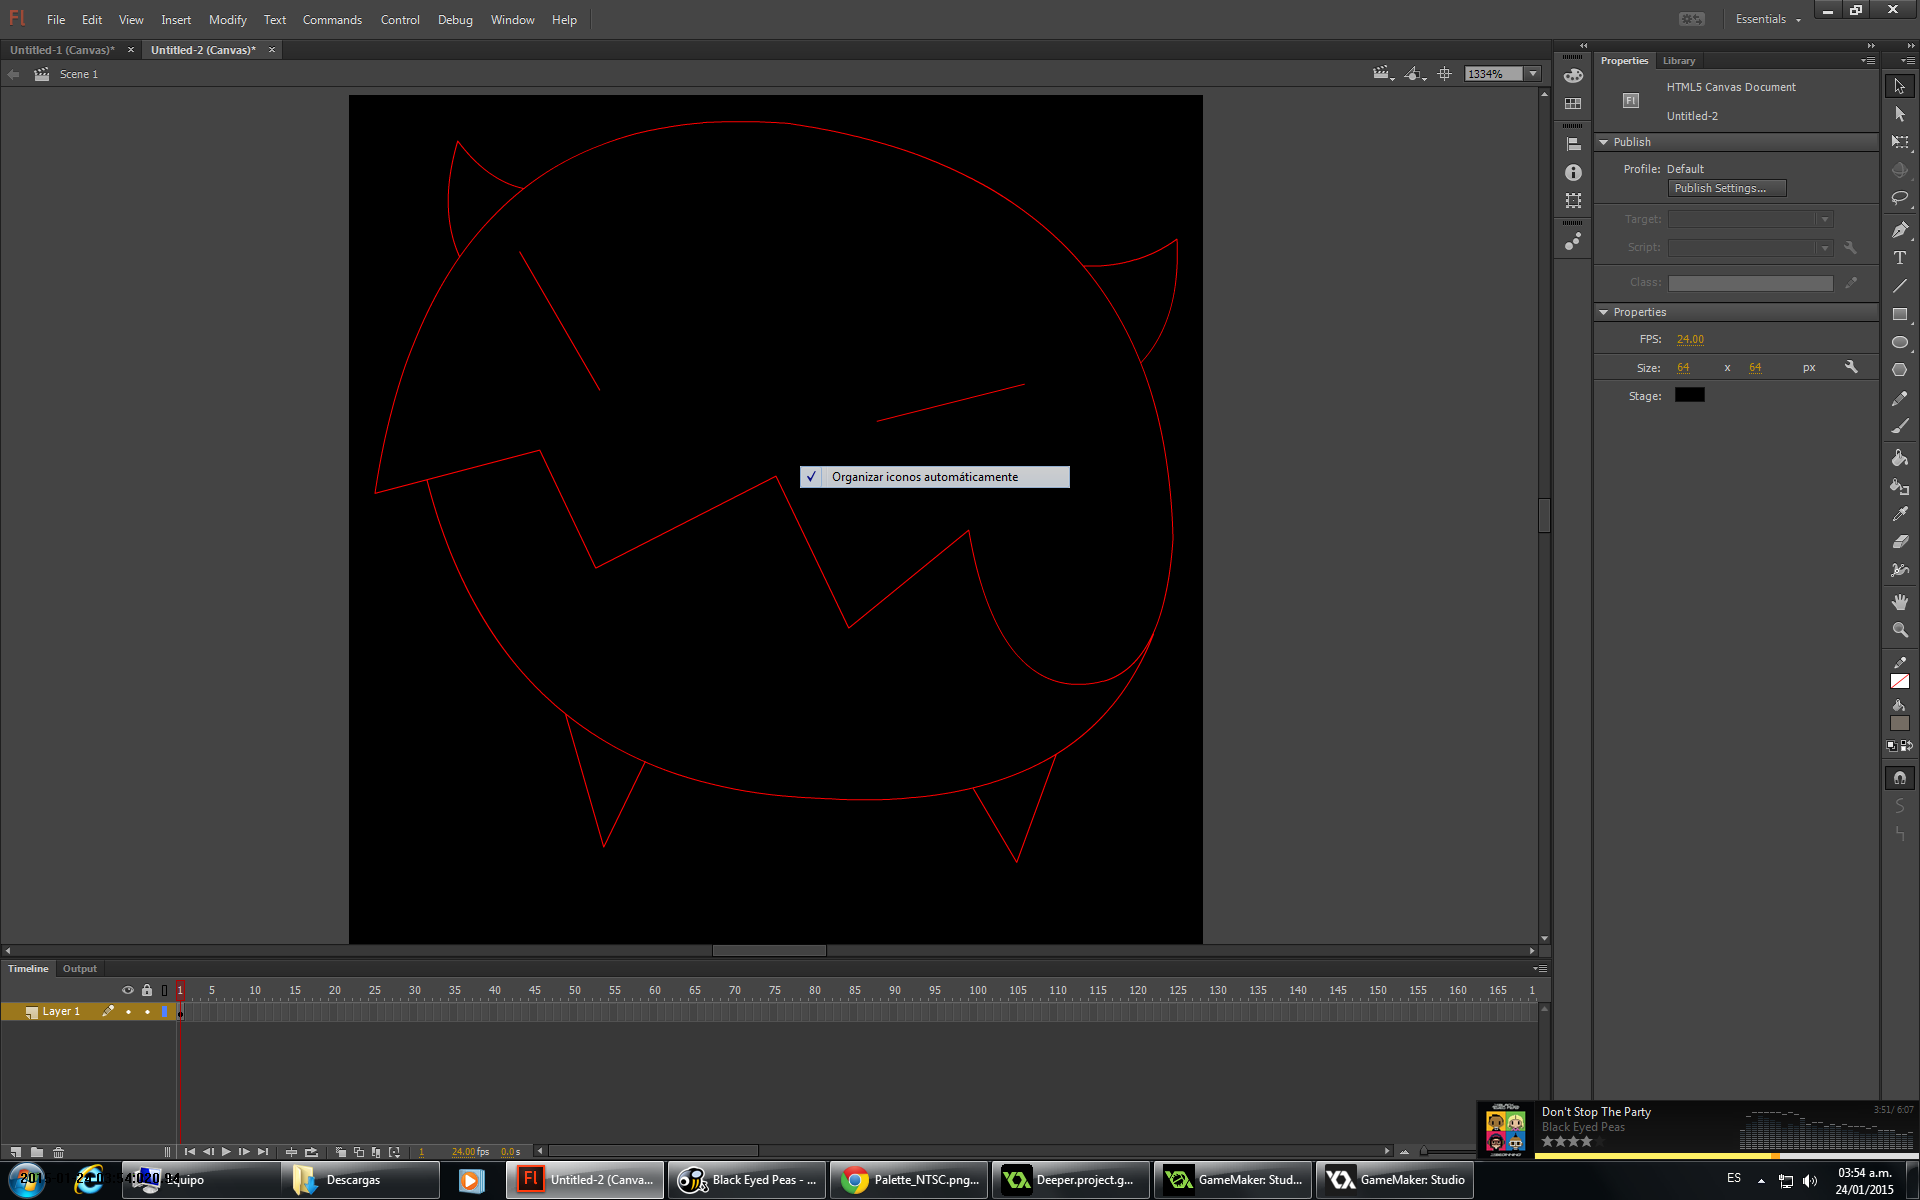 Fl File Edit View Insert Modify Text Commands Control Debug Window Help Essentials
Untitled-1 (Canvas)* × Untitled-2 (Canvas)* ×
Scene 1 1334%
Properties Library
HTML5 Canvas Document
Fl
Untitled-2
Publish
Profile: Default
Publish Settings...
Target:
Script:
Class:
Properties
FPS: 24.00
Size: 64 x 64 px
Stage:
✓ Organizar iconos automáticamente
Timeline Output
1 5 10 15 20 25 30 35 40 45 50 55 60 65 70 75 80 85 90 95 100 105 110 115 120 125 130 135 140 145 150 155 160 165 1
Layer 1
1 24.00 fps 0.0 s
Don't Stop The Party 3:51/ 6:07
Black Eyed Peas
Equipo Descargas Fl Untitled-2 (Canva... Black Eyed Peas - ... Palette_NTSC.png... Deeper.project.g... GameMaker: Stud... GameMaker: Studio ES
03:54 a.m.
24/01/2015